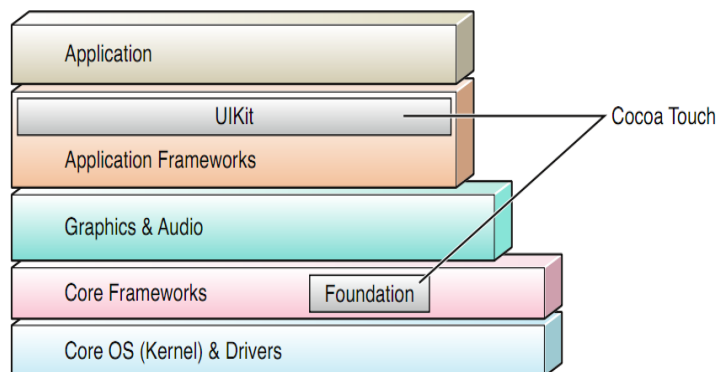 Application
UIKit
Cocoa Touch
Application Frameworks
Graphics & Audio
Core Frameworks
Foundation
Core OS (Kernel) & Drivers